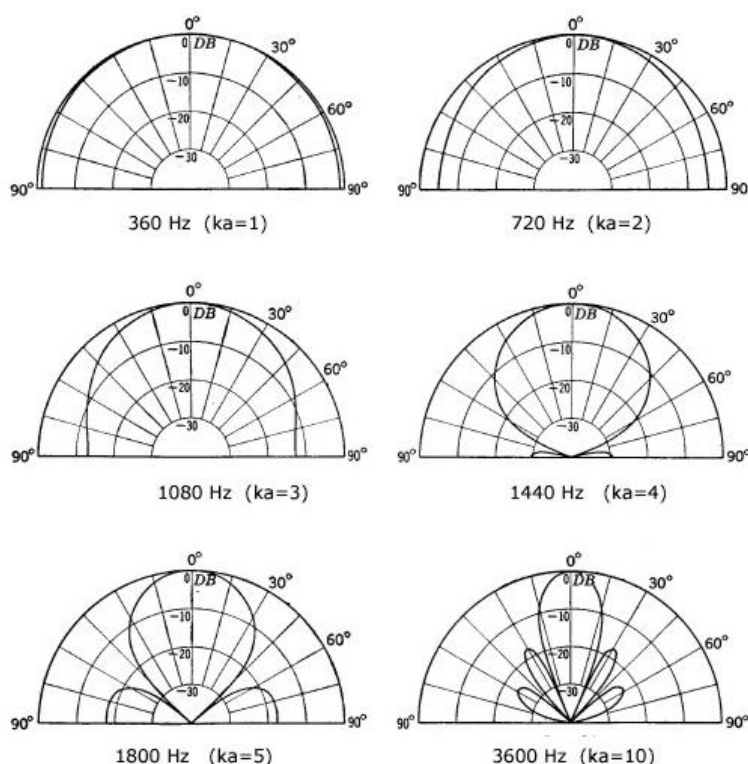 0° 0°
0 DB 30° 0 DB 30°
-10 -10
-20 60° -20 60°
-30 -30
90° 90° 90° 90°
360 Hz (ka=1) 720 Hz (ka=2)
0° 0°
0 DB 30° 0 DB 30°
-10 -10
-20 60° -20 60°
-30 -30
90° 90° 90° 90°
1080 Hz (ka=3) 1440 Hz (ka=4)
0° 0°
0 DB 30° 0 DB 30°
-10 -10
-20 60° -20 60°
-30 -30
90° 90° 90° 90°
1800 Hz (ka=5) 3600 Hz (ka=10)